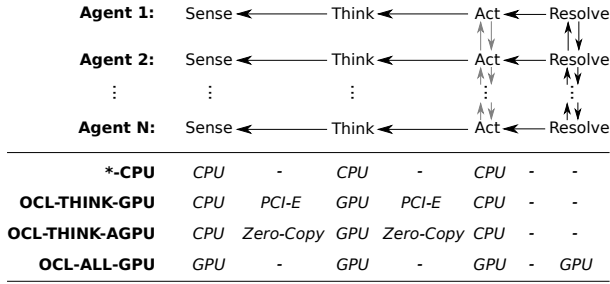 Agent 1: Sense Think Act Resolve
Agent 2: Sense Think Act Resolve
⋮ ⋮ ⋮ ⋮ ⋮
Agent N: Sense Think Act Resolve
*-CPU CPU - CPU - CPU - -
OCL-THINK-GPU CPU PCI-E GPU PCI-E CPU - -
OCL-THINK-AGPU CPU Zero-Copy GPU Zero-Copy CPU - -
OCL-ALL-GPU GPU - GPU - GPU - GPU